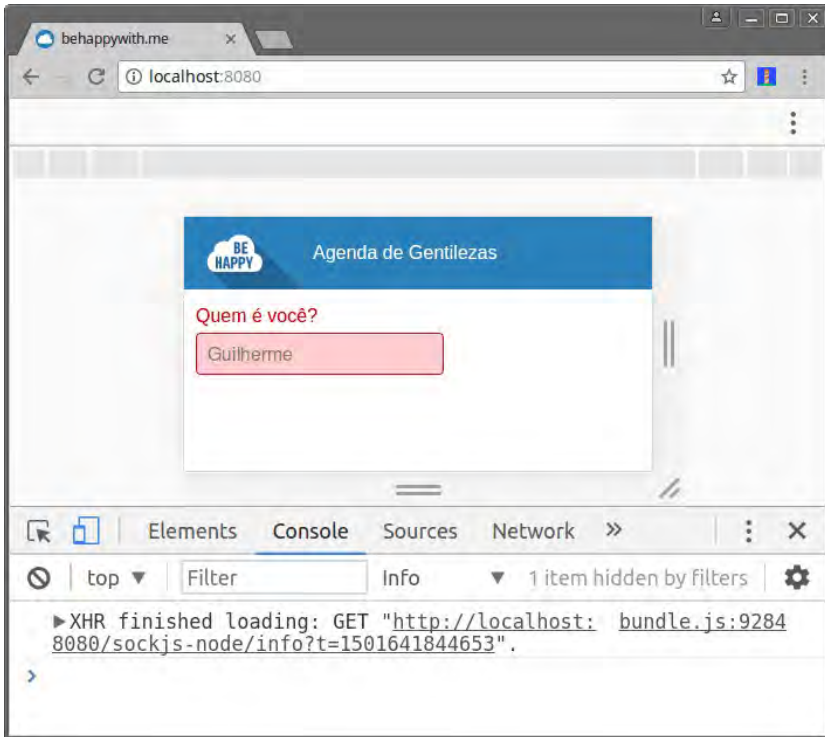 behappywith.me
localhost:8080
BE
HAPPY
Agenda de Gentilezas
Quem é você?
Guilherme
Elements Console Sources Network »
top ▼ Filter Info ▼ 1 item hidden by filters
▶XHR finished loading: GET "http://localhost: bundle.js:9284
8080/sockjs-node/info?t=1501641844653".